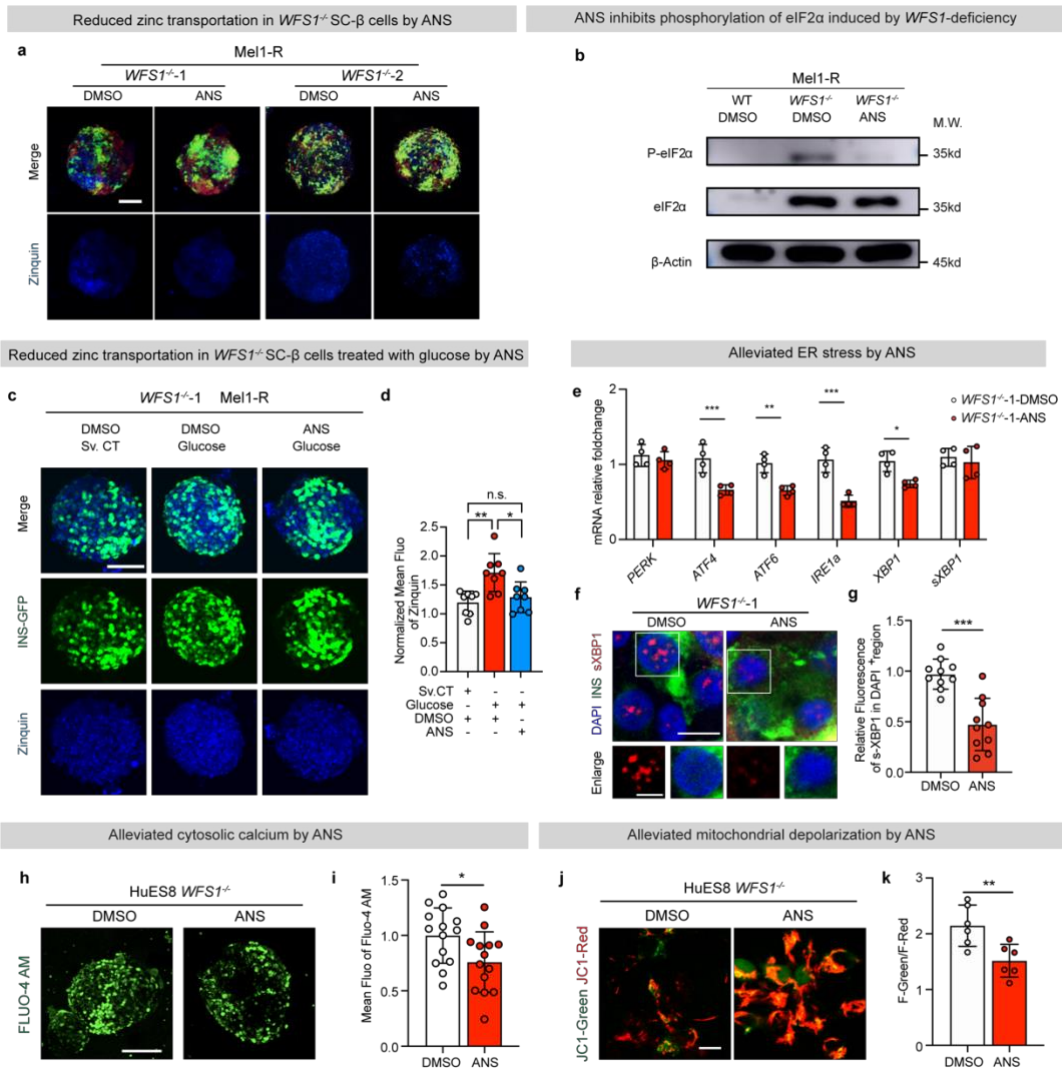 Reduced zinc transportation in WFS1-/- SC-β cells by ANS
ANS inhibits phosphorylation of eIF2α induced by WFS1-deficiency
a
Mel1-R
WFS1-/--1
WFS1-/--2
DMSO
ANS
DMSO
ANS
Merge
Zinquin
b
Mel1-R
WT
DMSO
WFS1-/-
DMSO
WFS1-/-
ANS
M.W.
P-eIF2α
35kd
eIF2α
35kd
β-Actin
45kd
Reduced zinc transportation in WFS1-/- SC-β cells treated with glucose by ANS
Alleviated ER stress by ANS
c
WFS1-/--1 Mel1-R
DMSO
Sv. CT
DMSO
Glucose
ANS
Glucose
Merge
INS-GFP
Zinquin
d
n.s.
**
*
Normalized Mean Fluo
of Zinquin
2.5
2.0
1.5
1.0
0.5
0.0
Sv.CT + - -
Glucose - + +
DMSO + + -
ANS - - +
e
mRNA relative foldchange
2
1
0
***
**
***
*
WFS1-/--1-DMSO
WFS1-/--1-ANS
PERK
ATF4
ATF6
IRE1a
XBP1
sXBP1
f
WFS1-/--1
DMSO
ANS
DAPI INS sXBP1
Enlarge
g
Relative Fluorescence
of s-XBP1 in DAPI +region
1.5
1.0
0.5
0.0
***
DMSO
ANS
Alleviated cytosolic calcium by ANS
Alleviated mitochondrial depolarization by ANS
h
HuES8 WFS1-/-
DMSO
ANS
FLUO-4 AM
i
Mean Fluo of Fluo-4 AM
1.5
1.0
0.5
0.0
*
DMSO
ANS
j
HuES8 WFS1-/-
DMSO
ANS
JC1-Green JC1-Red
k
F-Green/F-Red
3
2
1
0
**
DMSO
ANS